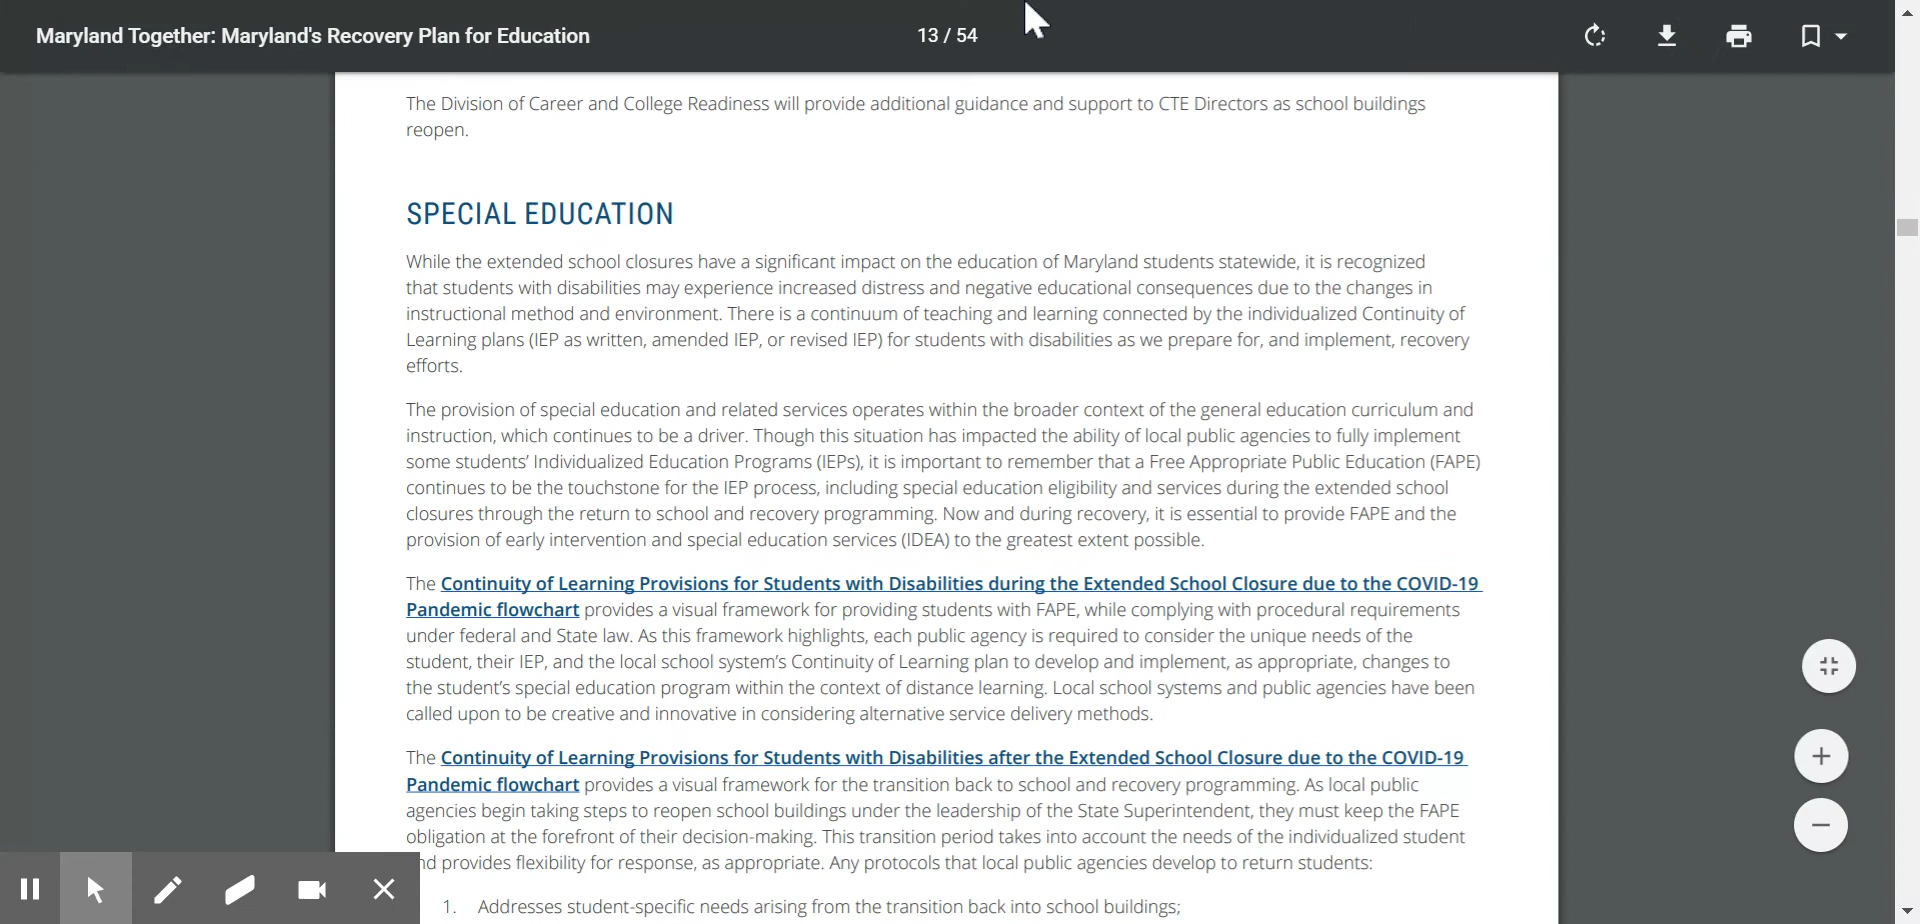 Maryland Together: Maryland's Recovery Plan for Education
13 / 54
The Division of Career and College Readiness will provide additional guidance and support to CTE Directors as school buildings
reopen.
SPECIAL EDUCATION
While the extended school closures have a significant impact on the education of Maryland students statewide, it is recognized
that students with disabilities may experience increased distress and negative educational consequences due to the changes in
instructional method and environment. There is a continuum of teaching and learning connected by the individualized Continuity of
Learning plans (IEP as written, amended IEP, or revised IEP) for students with disabilities as we prepare for, and implement, recovery
efforts.
The provision of special education and related services operates within the broader context of the general education curriculum and
instruction, which continues to be a driver. Though this situation has impacted the ability of local public agencies to fully implement
some students' Individualized Education Programs (IEPs), it is important to remember that a Free Appropriate Public Education (FAPE)
continues to be the touchstone for the IEP process, including special education eligibility and services during the extended school
closures through the return to school and recovery programming. Now and during recovery, it is essential to provide FAPE and the
provision of early intervention and special education services (IDEA) to the greatest extent possible.
The Continuity of Learning Provisions for Students with Disabilities during the Extended School Closure due to the COVID-19
Pandemic flowchart provides a visual framework for providing students with FAPE, while complying with procedural requirements
under federal and State law. As this framework highlights, each public agency is required to consider the unique needs of the
student, their IEP, and the local school system's Continuity of Learning plan to develop and implement, as appropriate, changes to
the student's special education program within the context of distance learning. Local school systems and public agencies have been
called upon to be creative and innovative in considering alternative service delivery methods.
The Continuity of Learning Provisions for Students with Disabilities after the Extended School Closure due to the COVID-19
Pandemic flowchart provides a visual framework for the transition back to school and recovery programming. As local public
agencies begin taking steps to reopen school buildings under the leadership of the State Superintendent, they must keep the FAPE
obligation at the forefront of their decision-making. This transition period takes into account the needs of the individualized student
nd provides flexibility for response, as appropriate. Any protocols that local public agencies develop to return students:
1. Addresses student-specific needs arising from the transition back into school buildings;